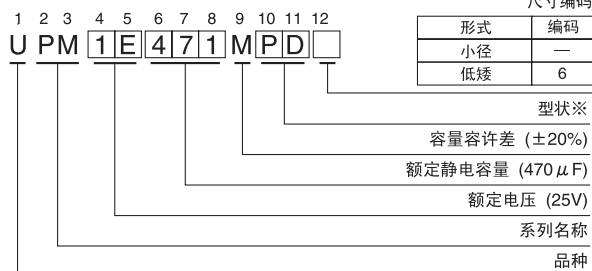 尺寸编码
1 2 3 4 5 6 7 8 9 10 11 12
U P M 1 E 4 7 1 M P D
形式 编码
小径 —
低矮 6
型状※
容量容许差 (±20%)
额定静电容量 (470μF)
额定电压 (25V)
系列名称
品种